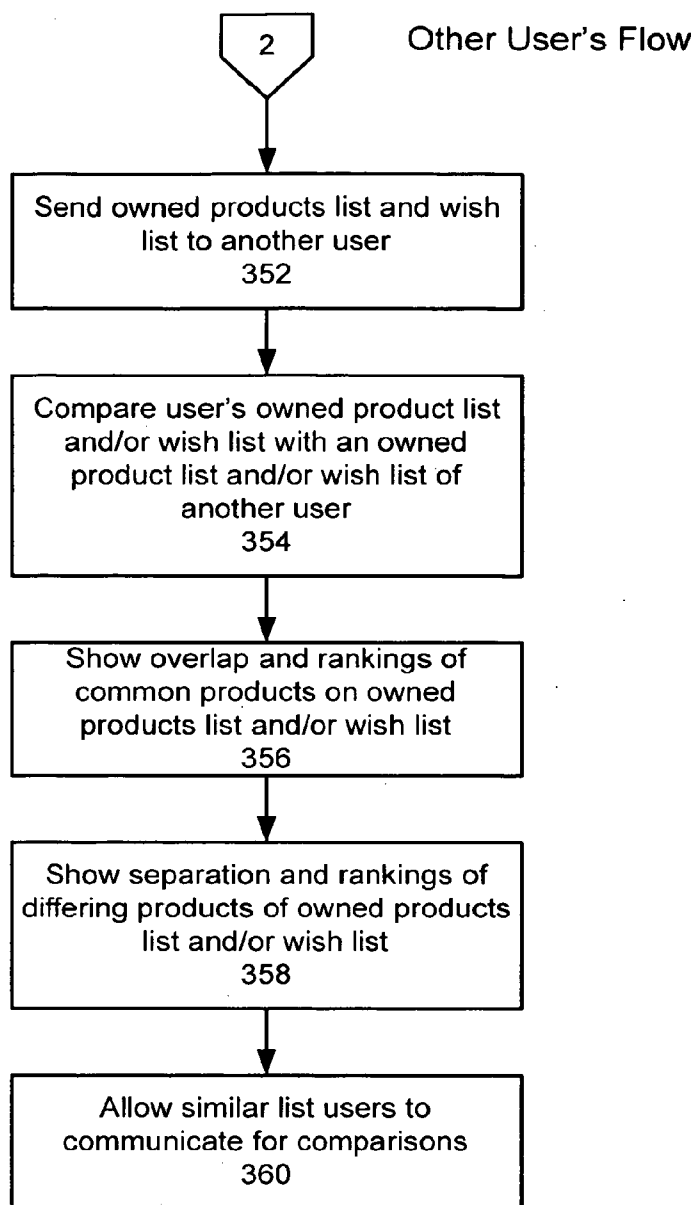 2
Other User's Flow
Send owned products list and wish
list to another user
352
Compare user's owned product list
and/or wish list with an owned
product list and/or wish list of
another user
354
Show overlap and rankings of
common products on owned
products list and/or wish list
356
Show separation and rankings of
differing products of owned products
list and/or wish list
358
Allow similar list users to
communicate for comparisons
360